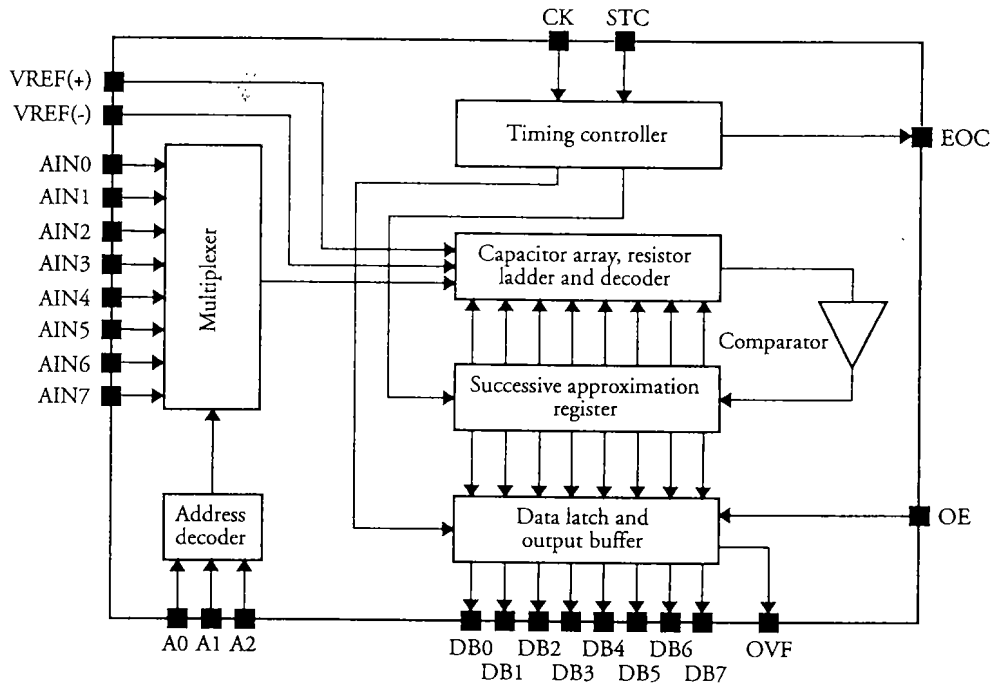 CK STC
VREF(+)
VREF(-)
Timing controller
EOC
AIN0
AIN1
AIN2
AIN3
AIN4
AIN5
AIN6
AIN7
Multiplexer
Capacitor array, resistor
ladder and decoder
Comparator
Successive approximation
register
Address
decoder
Data latch and
output buffer
OE
A0 A1 A2
DB0 DB2 DB4 DB6 OVF
DB1 DB3 DB5 DB7